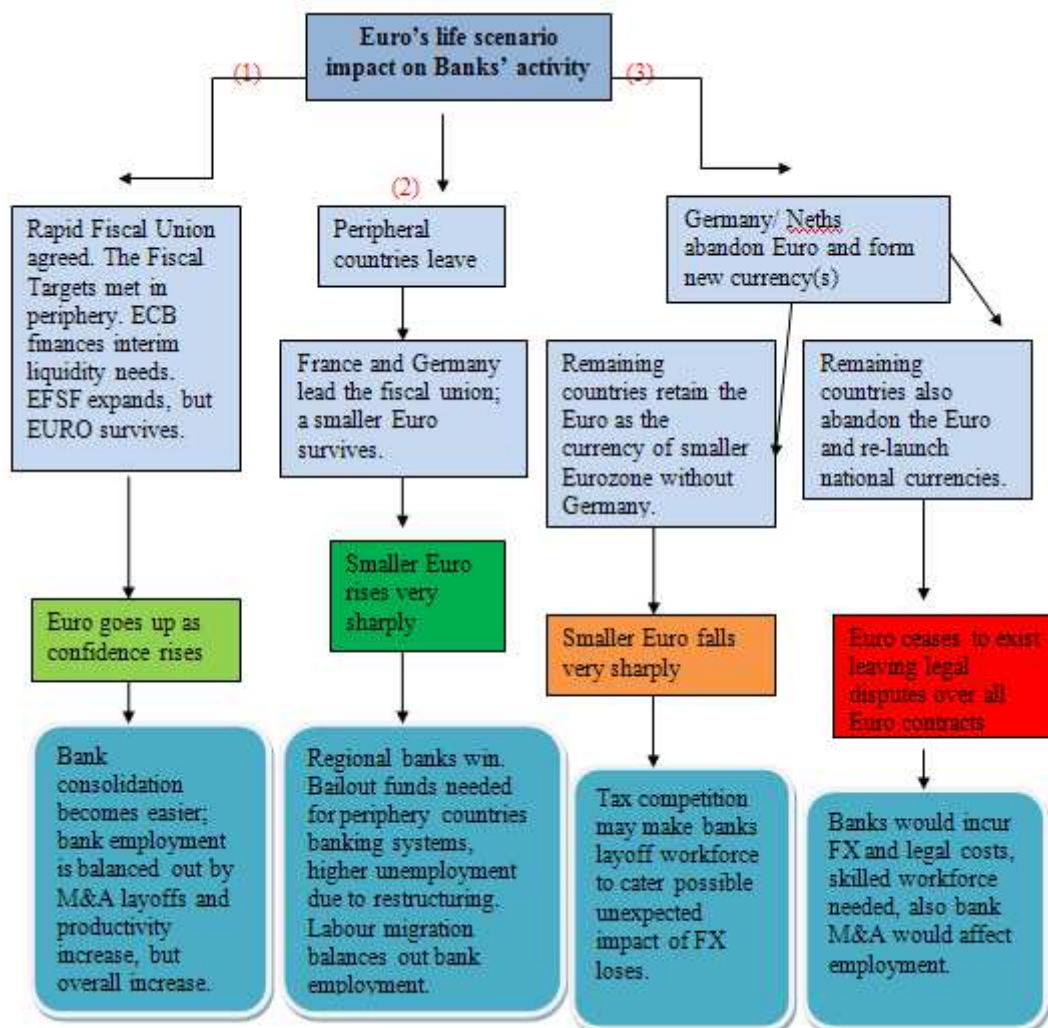 Euro's life scenario
impact on Banks' activity
(1)
(3)
(2)
Rapid Fiscal Union
agreed. The Fiscal
Targets met in
periphery. ECB
finances interim
liquidity needs.
EFSF expands, but
EURO survives.
Euro goes up as
confidence rises
Bank
consolidation
becomes easier;
bank employment
is balanced out by
M&A layoffs and
productivity
increase, but
overall increase.
Peripheral
countries leave
France and Germany
lead the fiscal union;
a smaller Euro
survives.
Smaller Euro
rises very
sharply
Regional banks win.
Bailout funds needed
for periphery countries
banking systems,
higher unemployment
due to restructuring.
Labour migration
balances out bank
employment.
Germany/ Neths
abandon Euro and form
new currency(s)
Remaining
countries retain the
Euro as the
currency of smaller
Eurozone without
Germany.
Smaller Euro falls
very sharply
Tax competition
may make banks
layoff workforce
to cater possible
unexpected
impact of FX
loses.
Remaining
countries also
abandon the Euro
and re-launch
national currencies.
Euro ceases to exist
leaving legal
disputes over all
Euro contracts
Banks would incur
FX and legal costs,
skilled workforce
needed, also bank
M&A would affect
employment.